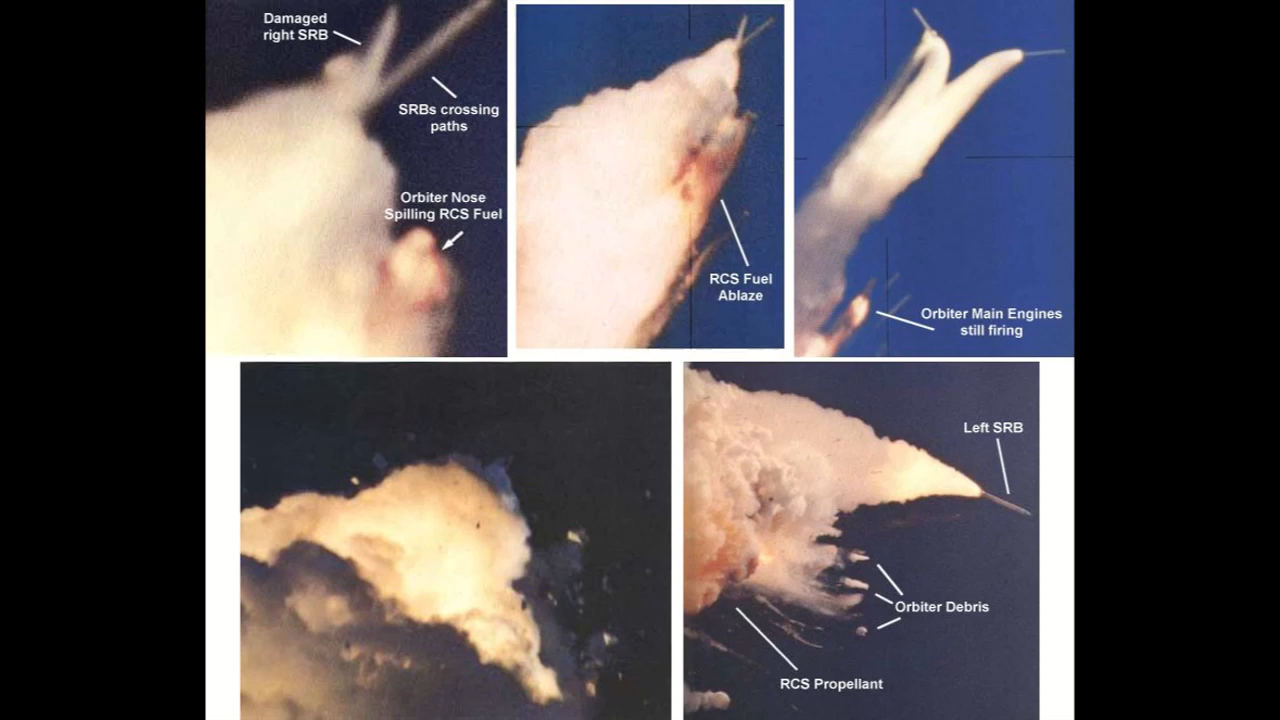 Damaged
right SRB
SRBs crossing
paths
Orbiter Nose
Spilling RCS Fuel
RCS Fuel
Ablaze
Orbiter Main Engines
still firing
Left SRB
Orbiter Debris
RCS Propellant